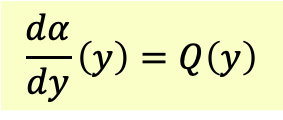 dα/dy (y) = Q(y)